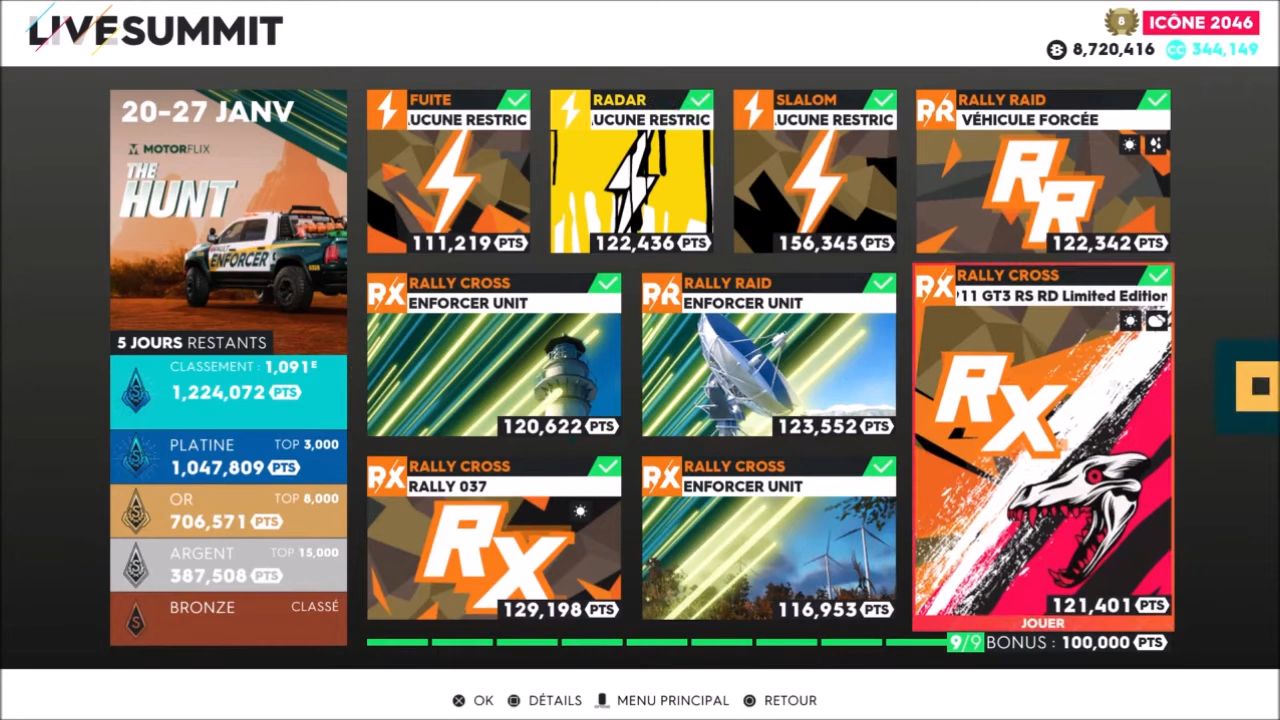 LIVE SUMMIT
8
ICÔNE 2046
8,720,416
CC 344,149
20-27 JANV
MOTORFLIX
THE
HUNT
ENFORCER
5 JOURS RESTANTS
CLASSEMENT : 1,091E
1,224,072 PTS
PLATINE TOP 3,000
1,047,809 PTS
OR TOP 8,000
706,571 PTS
ARGENT TOP 15,000
387,508 PTS
BRONZE CLASSÉ
FUITE
.UCUNE RESTRIC
111,219 PTS
RADAR
.UCUNE RESTRIC
122,436 PTS
SLALOM
.UCUNE RESTRIC
156,345 PTS
RR RALLY RAID
VÉHICULE FORCÉE
RR
122,342 PTS
RX RALLY CROSS
ENFORCER UNIT
120,622 PTS
RR RALLY RAID
ENFORCER UNIT
123,552 PTS
RX RALLY CROSS
11 GT3 RS RD Limited Edition
RX
121,401 PTS
JOUER
RX RALLY CROSS
RALLY 037
RX
129,198 PTS
RX RALLY CROSS
ENFORCER UNIT
116,953 PTS
9/9 BONUS : 100,000 PTS
OK DÉTAILS MENU PRINCIPAL RETOUR